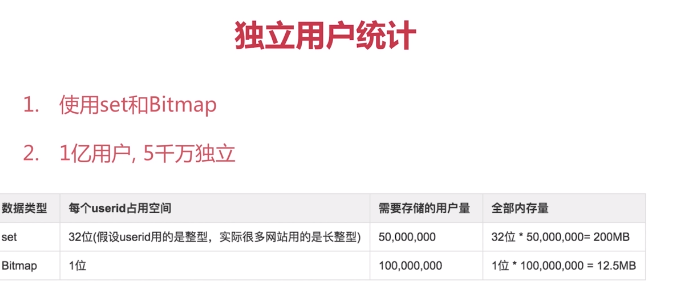 独立用户统计
1. 使用set和Bitmap
2. 1亿用户, 5千万独立
数据类型 每个userid占用空间 需要存储的用户量 全部内存量
set 32位(假设userid用的是整型，实际很多网站用的是长整型) 50,000,000 32位 * 50,000,000= 200MB
Bitmap 1位 100,000,000 1位 * 100,000,000 = 12.5MB